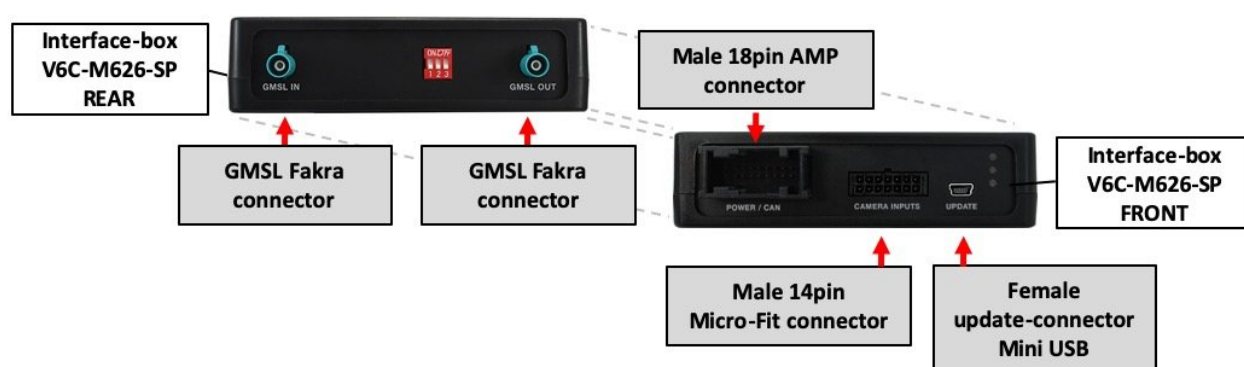 Interface-box
V6C-M626-SP
REAR
GMSL IN
ON
1 2 3
GMSL OUT
Male 18pin AMP
connector
GMSL Fakra
connector
GMSL Fakra
connector
POWER / CAN
CAMERA INPUTS
UPDATE
Interface-box
V6C-M626-SP
FRONT
Male 14pin
Micro-Fit connector
Female
update-connector
Mini USB